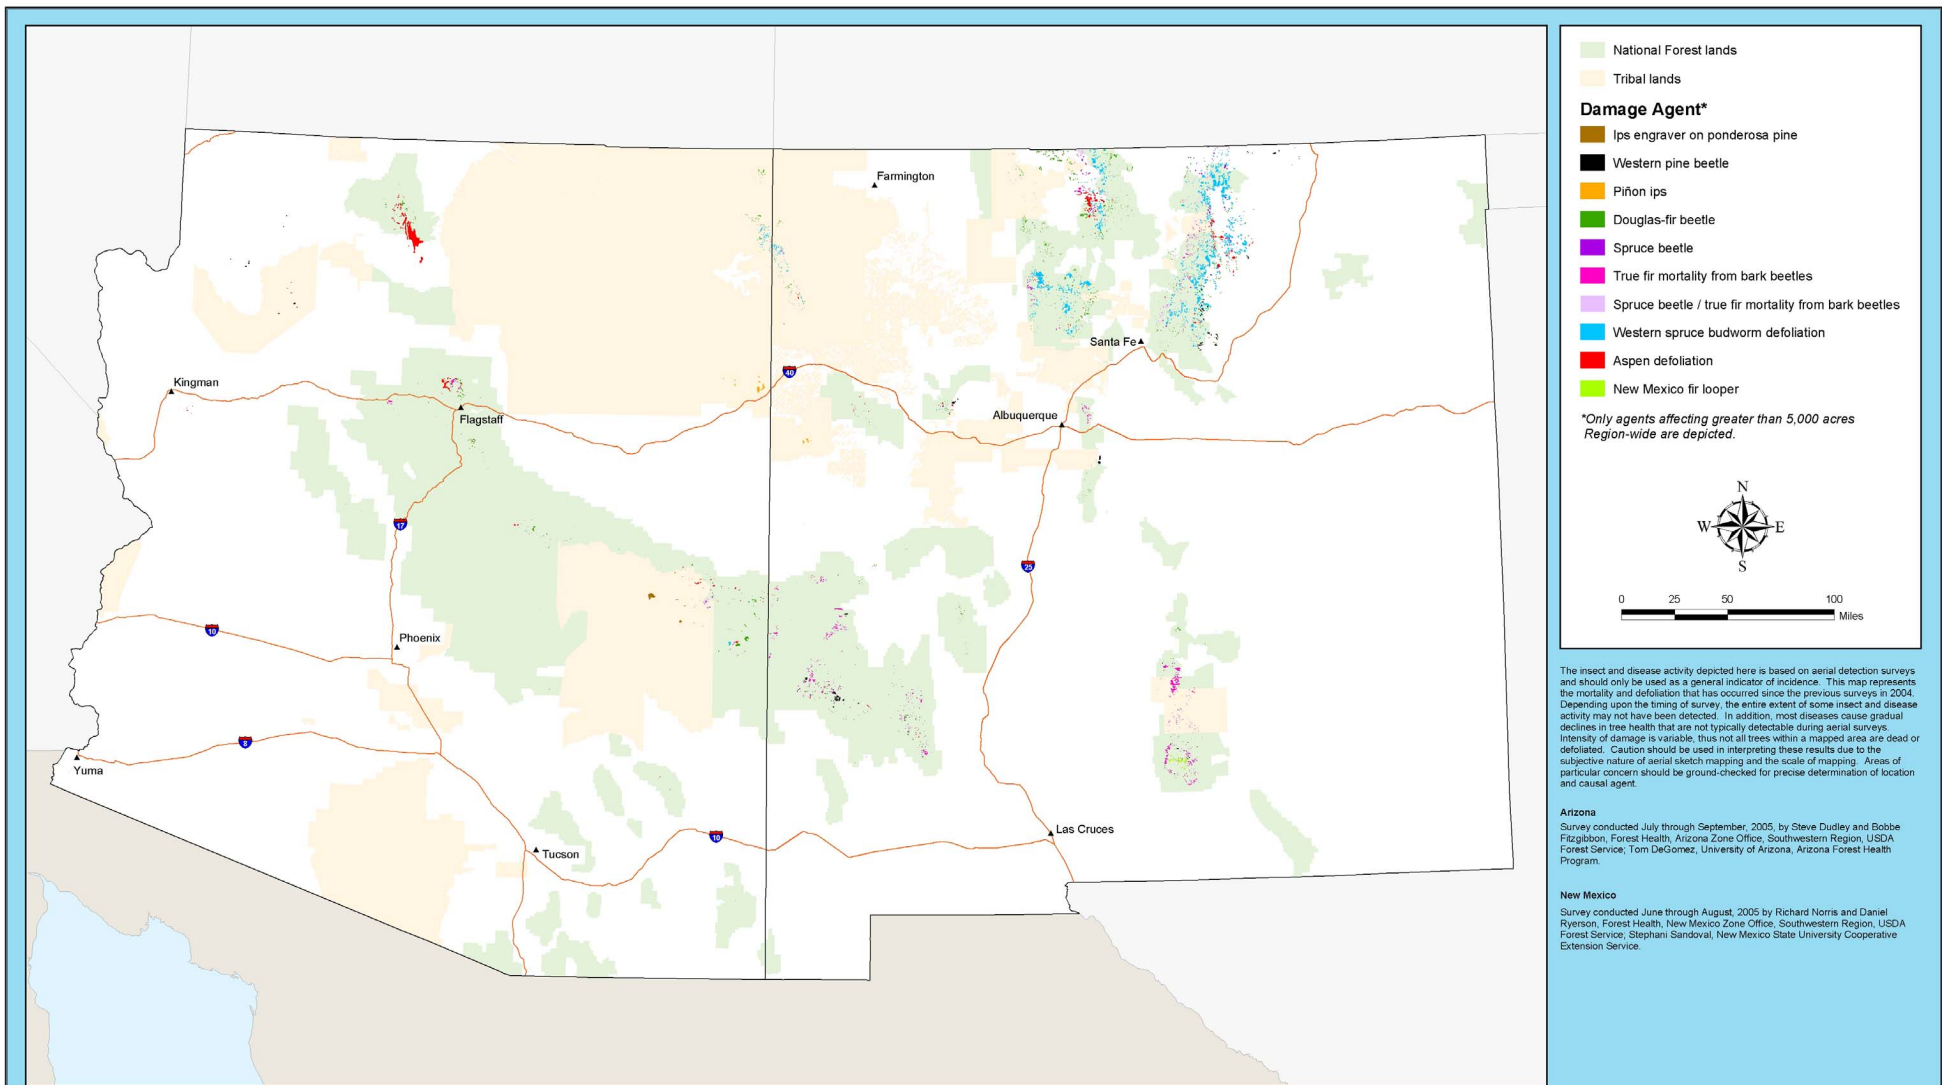 Farmington
Santa Fe
40
Kingman
Flagstaff
Albuquerque
17
25
10
Phoenix
8
Yuma
10
Las Cruces
Tucson
National Forest lands
Tribal lands
Damage Agent*
Ips engraver on ponderosa pine
Western pine beetle
Piñon ips
Douglas-fir beetle
Spruce beetle
True fir mortality from bark beetles
Spruce beetle / true fir mortality from bark beetles
Western spruce budworm defoliation
Aspen defoliation
New Mexico fir looper
*Only agents affecting greater than 5,000 acres
Region-wide are depicted.
N
W E
S
0 25 50 100
Miles
The insect and disease activity depicted here is based on aerial detection surveys
and should only be used as a general indicator of incidence. This map represents
the mortality and defoliation that has occurred since the previous surveys in 2004.
Depending upon the timing of survey, the entire extent of some insect and disease
activity may not have been detected. In addition, most diseases cause gradual
declines in tree health that are not typically detectable during aerial surveys.
Intensity of damage is variable, thus not all trees within a mapped area are dead or
defoliated. Caution should be used in interpreting these results due to the
subjective nature of aerial sketch mapping and the scale of mapping. Areas of
particular concern should be ground-checked for precise determination of location
and causal agent.
Arizona
Survey conducted July through September, 2005, by Steve Dudley and Bobbe
Fitzgibbon, Forest Health, Arizona Zone Office, Southwestern Region, USDA
Forest Service; Tom DeGomez, University of Arizona, Arizona Forest Health
Program.
New Mexico
Survey conducted June through August, 2005 by Richard Norris and Daniel
Ryerson, Forest Health, New Mexico Zone Office, Southwestern Region, USDA
Forest Service; Stephani Sandoval, New Mexico State University Cooperative
Extension Service.